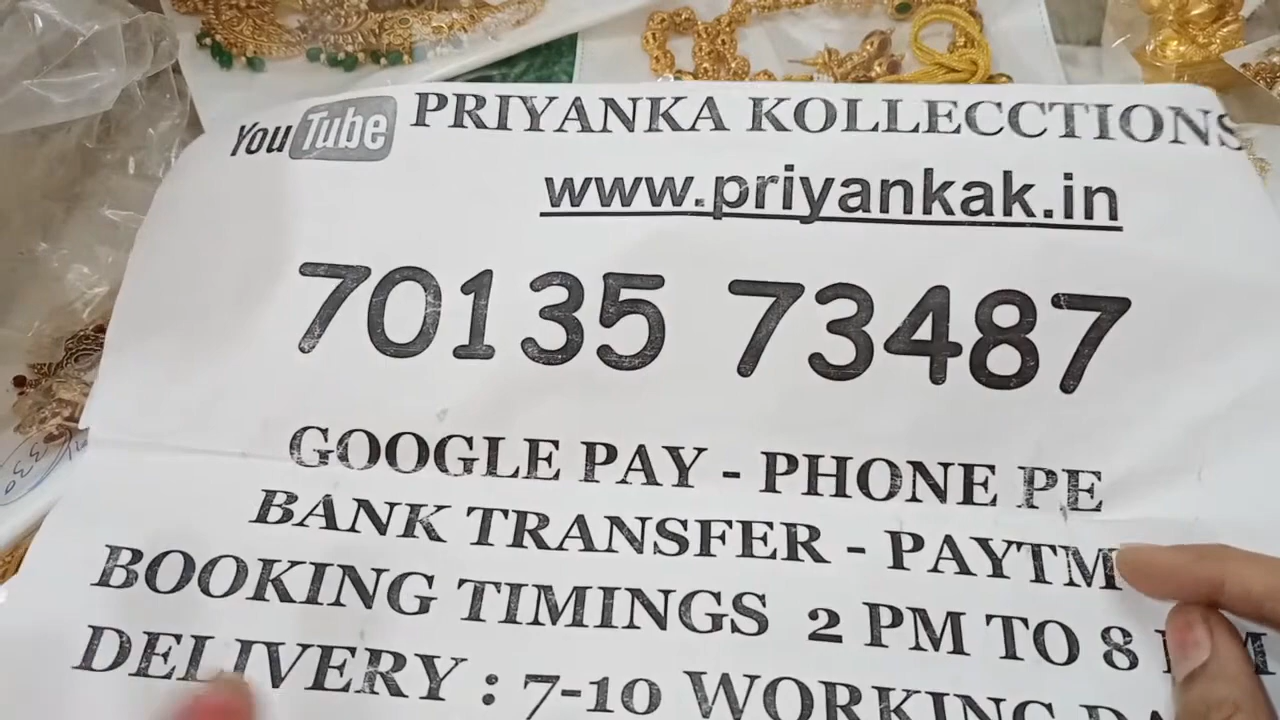 YouTube PRIYANKA KOLLECCTIONS
www.priyankak.in
70135 73487
GOOGLE PAY - PHONE PE
BANK TRANSFER - PAYTM
BOOKING TIMINGS 2 PM TO 8
DELIVERY : 7-10 WORKING
330